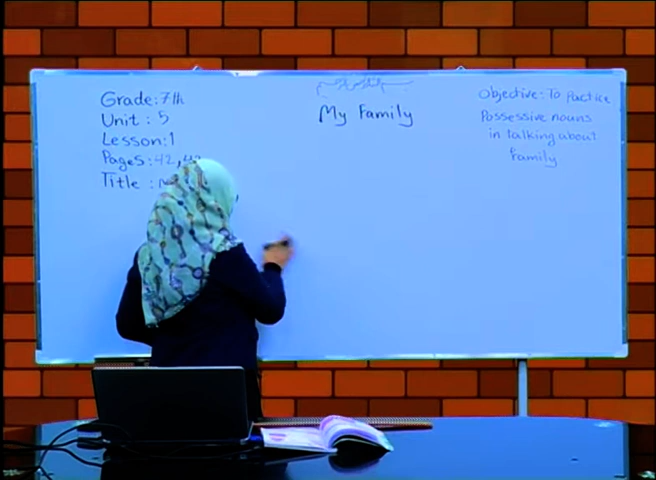 Grade: 7th
Unit : 5
Lesson: 1
Pages: 42,
Title :
My Family
Objective: To Practice
Possessive nouns
in talking about
Family